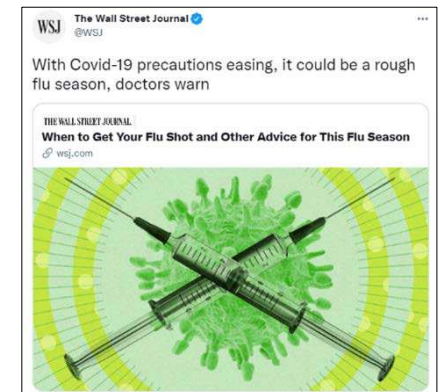 WSJ
The Wall Street Journal
@WSJ
With Covid-19 precautions easing, it could be a rough
flu season, doctors warn
THE WALL STREET JOURNAL.
When to Get Your Flu Shot and Other Advice for This Flu Season
wsj.com